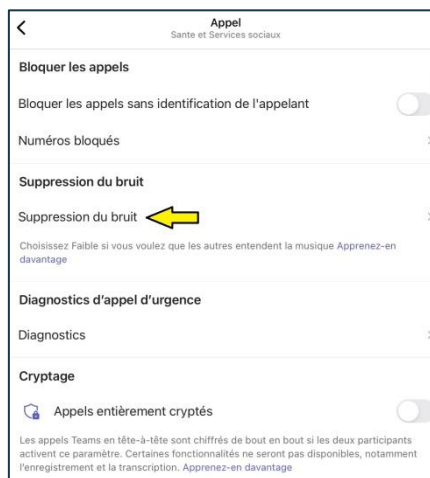 Appel
Sante et Services sociaux
Bloquer les appels
Bloquer les appels sans identification de l'appelant
Numéros bloqués
Suppression du bruit
Suppression du bruit
Choisissez Faible si vous voulez que les autres entendent la musique Apprenez-en
davantage
Diagnostics d'appel d'urgence
Diagnostics
Cryptage
Appels entièrement cryptés
Les appels Teams en tête-à-tête sont chiffrés de bout en bout si les deux participants
activent ce paramètre. Certaines fonctionnalités ne seront pas disponibles, notamment
l'enregistrement et la transcription. Apprenez-en davantage